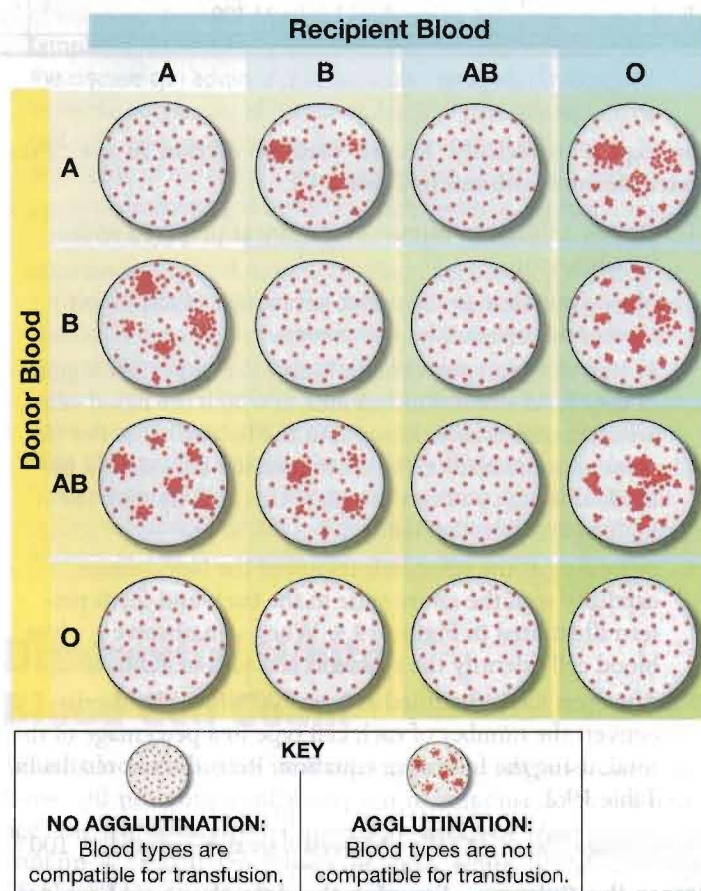 Recipient Blood
A B AB O
Donor Blood
A
B
AB
O
KEY
NO AGGLUTINATION:
Blood types are
compatible for transfusion.
AGGLUTINATION:
Blood types are not
compatible for transfusion.